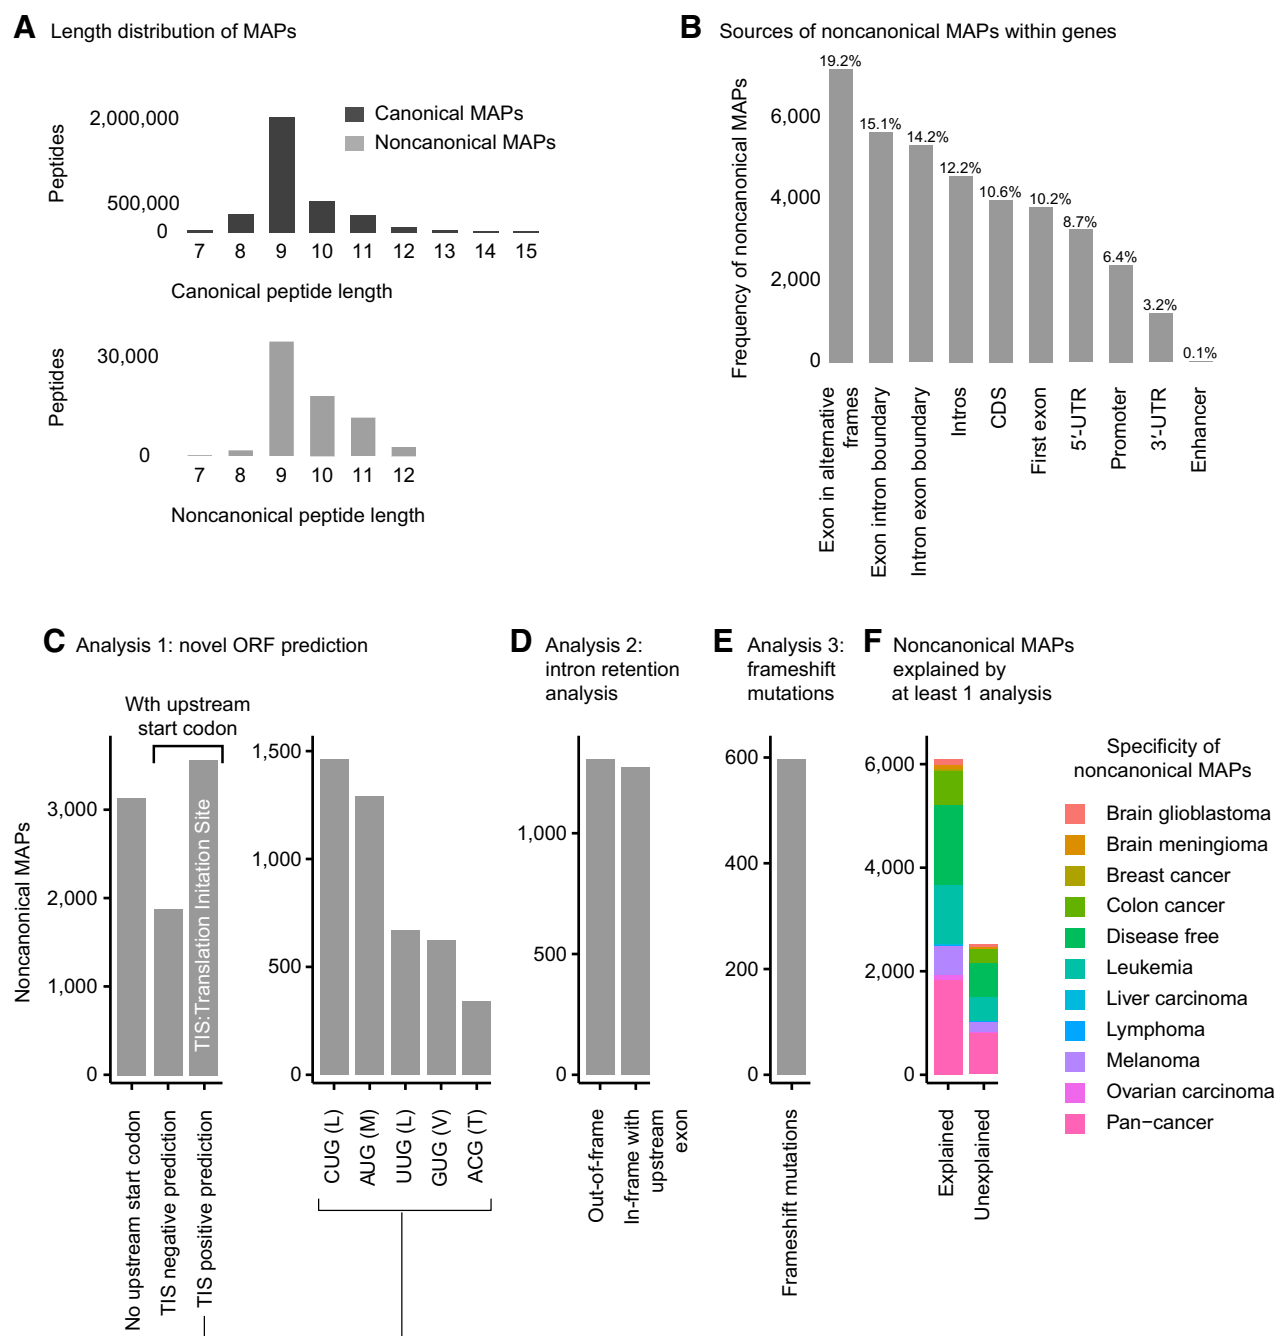 A Length distribution of MAPs
2,000,000
500,000
0
Peptides
Canonical MAPs
Noncanonical MAPs
7 8 9 10 11 12 13 14 15
Canonical peptide length
30,000
0
Peptides
7 8 9 10 11 12
Noncanonical peptide length
B Sources of noncanonical MAPs within genes
Frequency of noncanonical MAPs
6,000
4,000
2,000
0
19.2%
15.1%
14.2%
12.2%
10.6%
10.2%
8.7%
6.4%
3.2%
0.1%
Exon in alternative
frames
Exon intron boundary
Intron exon boundary
Intros
CDS
First exon
5′-UTR
Promoter
3′-UTR
Enhancer
C Analysis 1: novel ORF prediction
Wth upstream
start codon
Noncanonical MAPs
3,000
2,000
1,000
0
TIS:Translation Initation Site
No upstream start codon
TIS negative prediction
TIS positive prediction
1,500
1,000
500
0
CUG (L)
AUG (M)
UUG (L)
GUG (V)
ACG (T)
D Analysis 2:
intron retention
analysis
1,000
500
0
Out-of-frame
In-frame with
upstream
exon
E Analysis 3:
frameshift
mutations
600
400
200
0
Frameshift mutations
F Noncanonical MAPs
explained by
at least 1 analysis
6,000
4,000
2,000
0
Explained
Unexplained
Specificity of
noncanonical MAPs
Brain glioblastoma
Brain meningioma
Breast cancer
Colon cancer
Disease free
Leukemia
Liver carcinoma
Lymphoma
Melanoma
Ovarian carcinoma
Pan−cancer